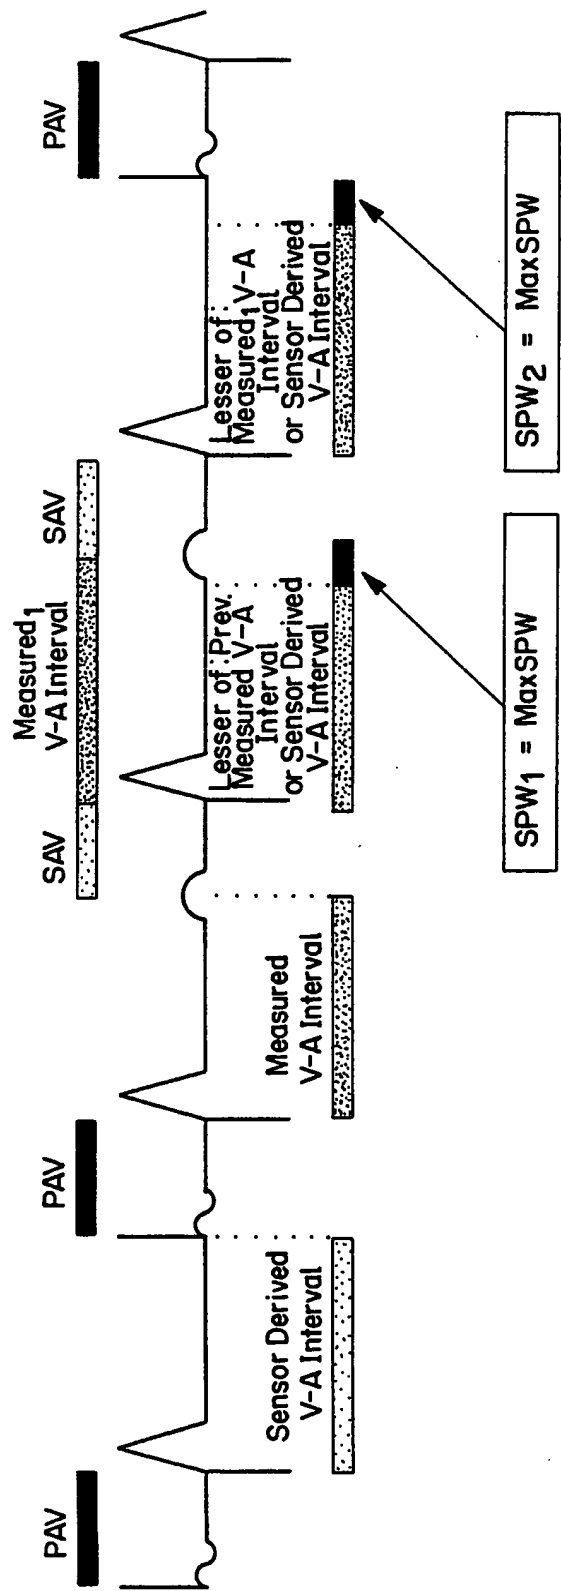 PAV
PAV
SAV
Measured1
V-A Interval
SAV
PAV
Sensor Derived
V-A Interval
Measured
V-A Interval
Lesser of Prev.
Measured V-A
Interval
or Sensor Derived
V-A Interval
Lesser of
Measured1 V-A
Interval
or Sensor Derived
V-A Interval
SPW1 = MaxSPW
SPW2 = MaxSPW